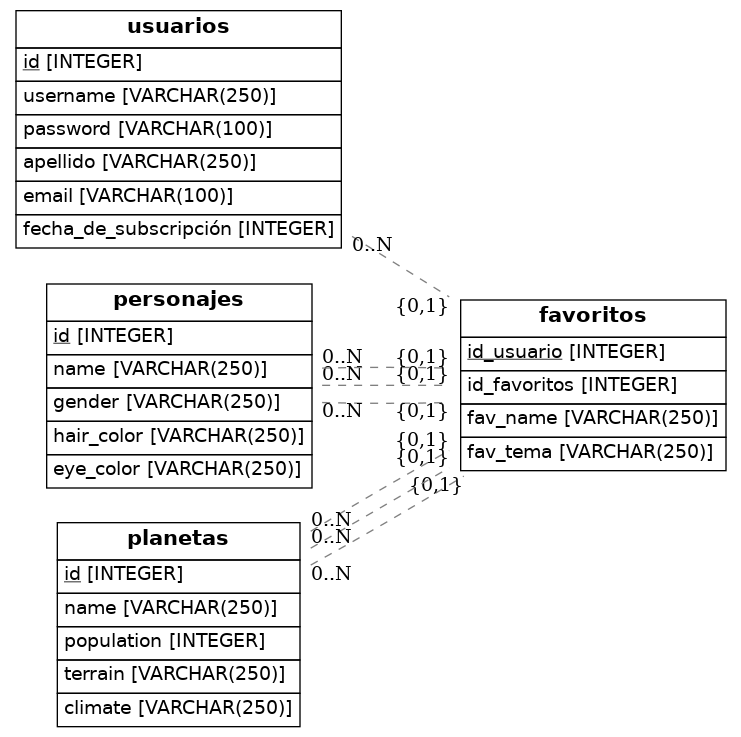 usuarios
id [INTEGER]
username [VARCHAR(250)]
password [VARCHAR(100)]
apellido [VARCHAR(250)]
email [VARCHAR(100)]
fecha_de_subscripción [INTEGER]
0..N
{0,1}
personajes
id [INTEGER]
name [VARCHAR(250)]
gender [VARCHAR(250)]
hair_color [VARCHAR(250)]
eye_color [VARCHAR(250)]
0..N
{0,1}
0..N
{0,1}
0..N
{0,1}
favoritos
id_usuario [INTEGER]
id_favoritos [INTEGER]
fav_name [VARCHAR(250)]
fav_tema [VARCHAR(250)]
{0,1}
{0,1}
{0,1}
0..N
0..N
0..N
planetas
id [INTEGER]
name [VARCHAR(250)]
population [INTEGER]
terrain [VARCHAR(250)]
climate [VARCHAR(250)]